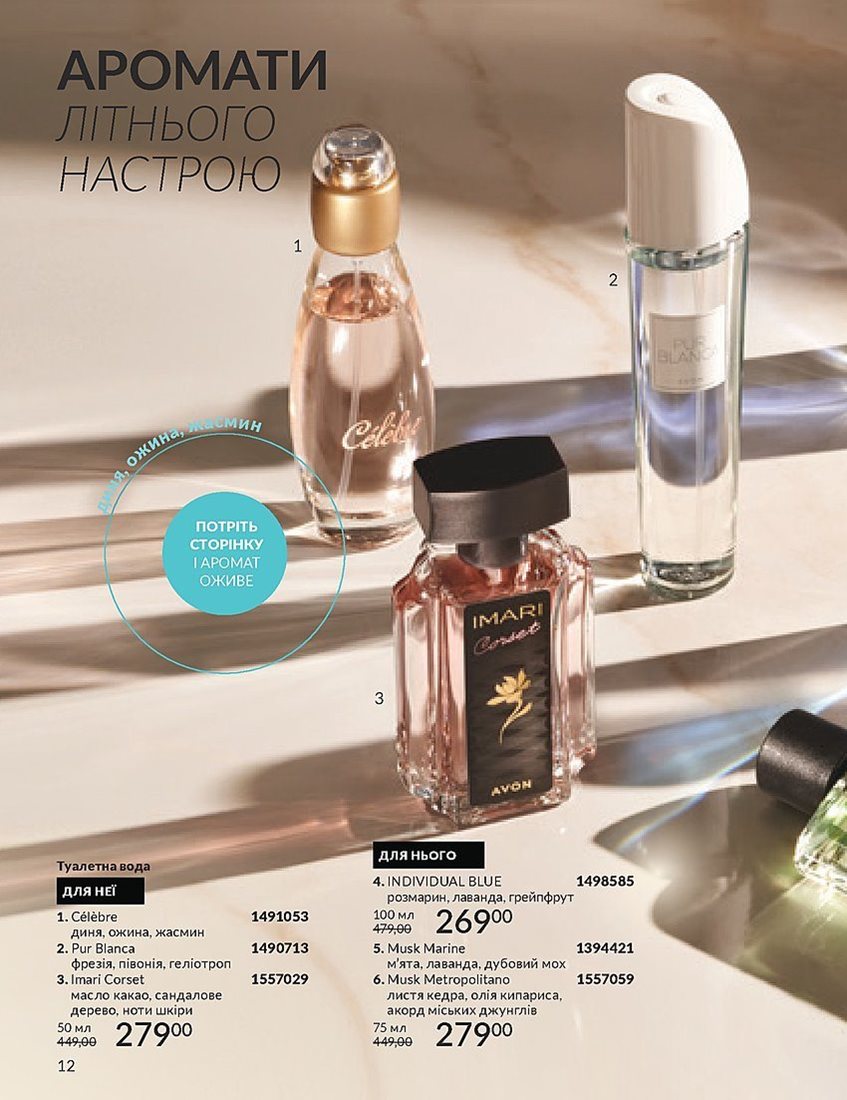 АРОМАТИ
ЛІТНЬОГО
НАСТРОЮ
1
2
Célèbre
PUR
BLANCA
AVON
диня, ожина, жасмин
ПОТРІТЬ
СТОРІНКУ
І АРОМАТ
ОЖИВЕ
IMARI
Corset
3
AVON
Туалетна вода
ДЛЯ НЕЇ
1. Célèbre 1491053
диня, ожина, жасмин
2. Pur Blanca 1490713
фрезія, півонія, геліотроп
3. Imari Corset 1557029
масло какао, сандалове
дерево, ноти шкіри
50 мл
449,00 27900
ДЛЯ НЬОГО
4. INDIVIDUAL BLUE 1498585
розмарин, лаванда, грейпфрут
100 мл
479,00 26900
5. Musk Marine 1394421
м'ята, лаванда, дубовий мох
6. Musk Metropolitano 1557059
листя кедра, олія кипариса,
акорд міських джунглів
75 мл
449,00 27900
12